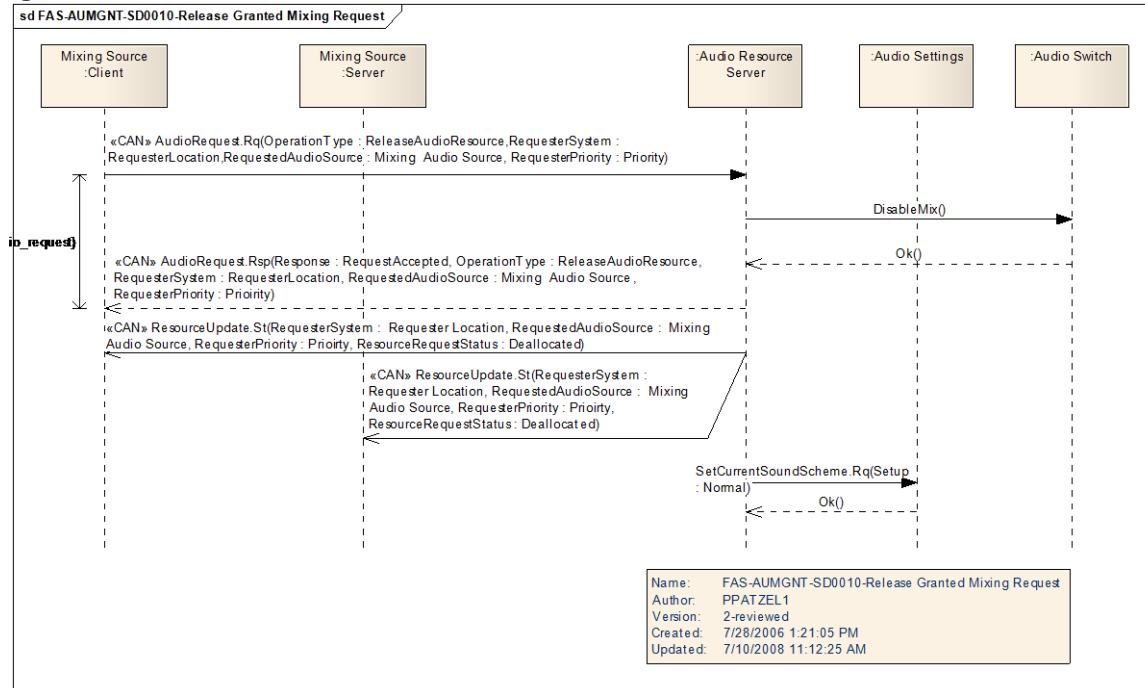 sd FAS-AUMGNT-SD0010-Release Granted Mixing Request
Mixing Source
:Client
Mixing Source
:Server
:Audio Resource
Server
:Audio Settings
:Audio Switch
«CAN» AudioRequest.Rq(OperationType : ReleaseAudioResource,RequesterSystem :
RequesterLocation,RequestedAudioSource : Mixing Audio Source, RequesterPriority : Priority)
DisableMix()
io_request}
Ok()
«CAN» AudioRequest.Rsp(Response : RequestAccepted, OperationType : ReleaseAudioResource,
RequesterSystem : RequesterLocation, RequestedAudioSource : Mixing Audio Source,
RequesterPriority : Prioirity)
«CAN» ResourceUpdate.St(RequesterSystem : Requester Location, RequestedAudioSource : Mixing
Audio Source, RequesterPriority : Prioirty, ResourceRequestStatus : Deallocated)
«CAN» ResourceUpdate.St(RequesterSystem :
Requester Location, RequestedAudioSource : Mixing
Audio Source, RequesterPriority : Prioirty,
ResourceRequestStatus : Deallocated)
SetCurrentSoundScheme.Rq(Setup
: Normal)
Ok()
Name: FAS-AUMGNT-SD0010-Release Granted Mixing Request
Author: PPATZEL1
Version: 2-reviewed
Created: 7/28/2006 1:21:05 PM
Updated: 7/10/2008 11:12:25 AM